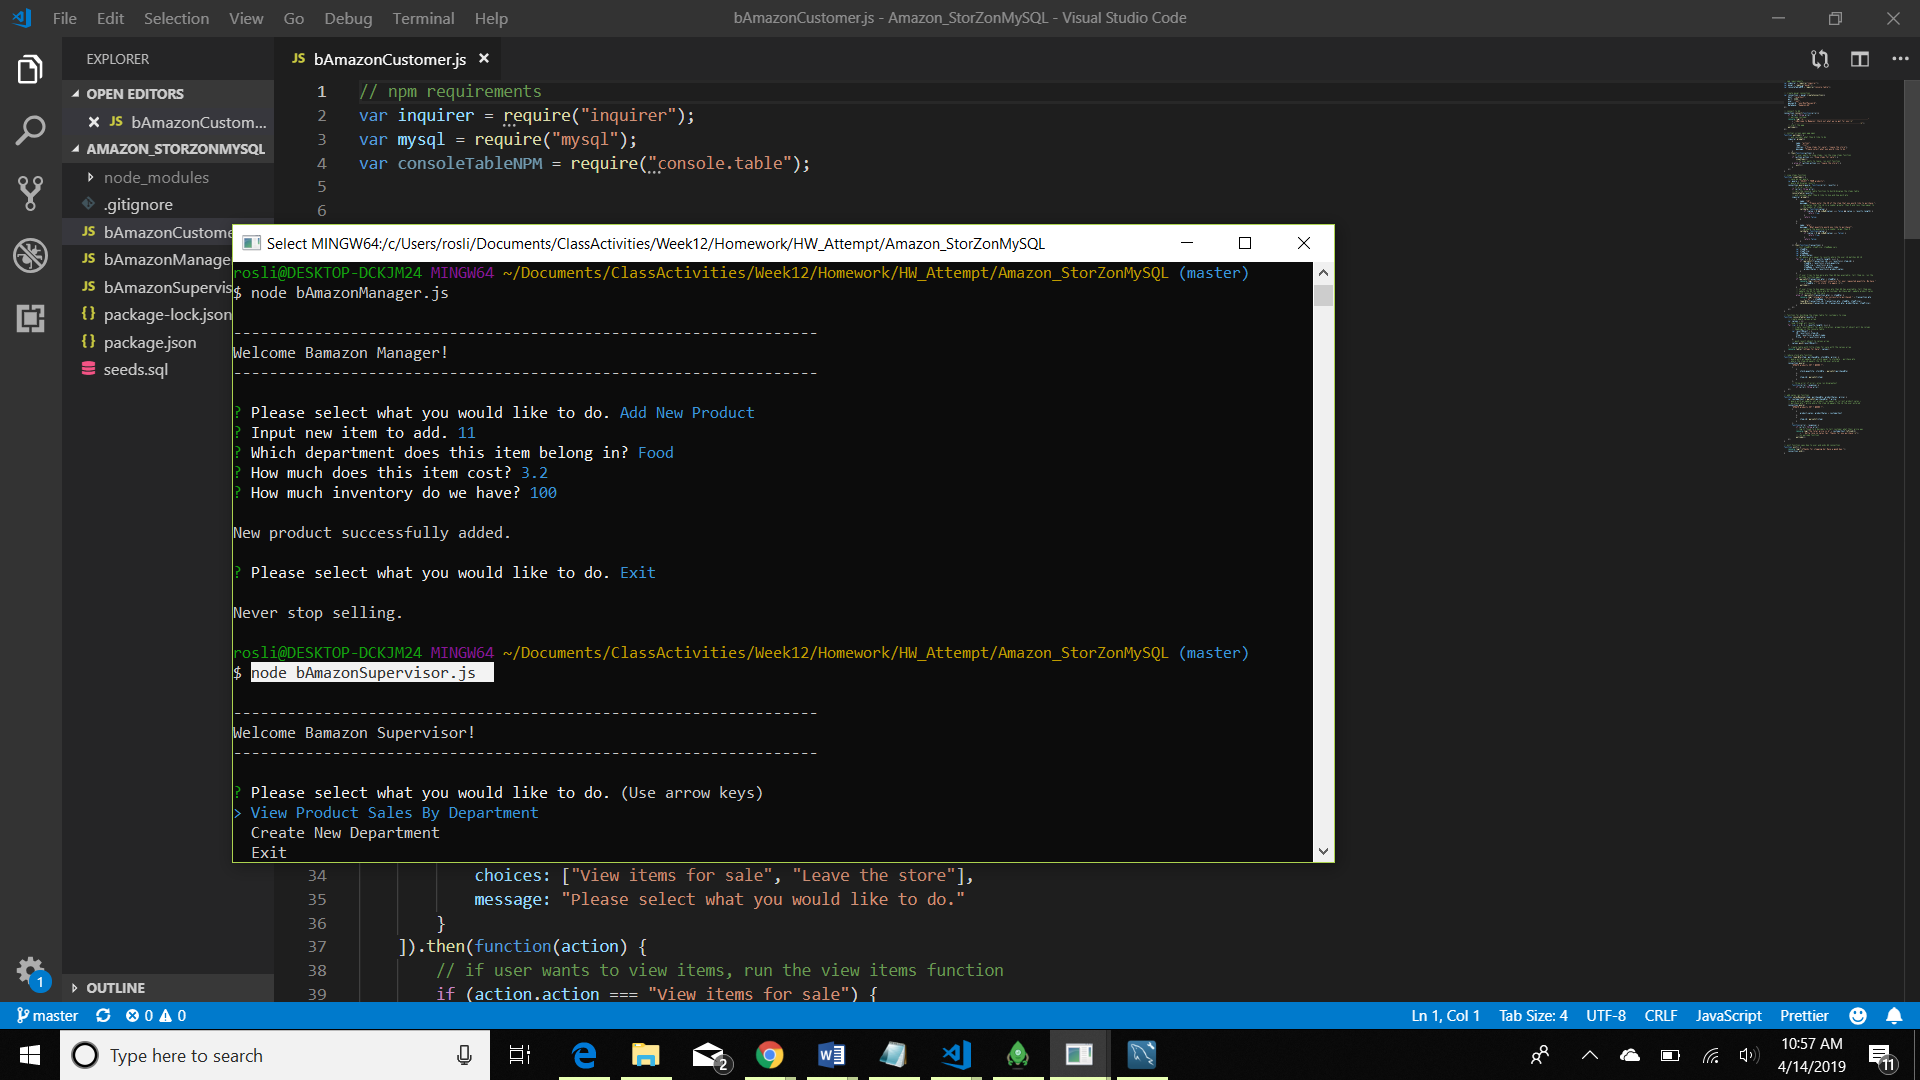 File Edit Selection View Go Debug Terminal Help
bAmazonCustomer.js - Amazon_StorZonMySQL - Visual Studio Code
EXPLORER
OPEN EDITORS
JS bAmazonCustom...
AMAZON_STORZONMYSQL
node_modules
.gitignore
bAmazonCustome
JS bAmazonManage
JS bAmazonSupervis
{} package-lock.json
{} package.json
seeds.sql
OUTLINE
JS bAmazonCustomer.js
1 // npm requirements
2 var inquirer = require("inquirer");
3 var mysql = require("mysql");
4 var consoleTableNPM = require("console.table");
5
6
Select MINGW64:/c/Users/rosli/Documents/ClassActivities/Week12/Homework/HW_Attempt/Amazon_StorZonMySQL
rosli@DESKTOP-DCKJM24 MINGW64 ~/Documents/ClassActivities/Week12/Homework/HW_Attempt/Amazon_StorZonMySQL (master)
$ node bAmazonManager.js
-----------------------------------------------------------------
Welcome Bamazon Manager!
-----------------------------------------------------------------
? Please select what you would like to do. Add New Product
? Input new item to add. 11
? Which department does this item belong in? Food
? How much does this item cost? 3.2
? How much inventory do we have? 100
New product successfully added.
? Please select what you would like to do. Exit
Never stop selling.
rosli@DESKTOP-DCKJM24 MINGW64 ~/Documents/ClassActivities/Week12/Homework/HW_Attempt/Amazon_StorZonMySQL (master)
$ node bAmazonSupervisor.js
-----------------------------------------------------------------
Welcome Bamazon Supervisor!
-----------------------------------------------------------------
? Please select what you would like to do. (Use arrow keys)
> View Product Sales By Department
Create New Department
Exit
34 choices: ["View items for sale", "Leave the store"],
35 message: "Please select what you would like to do."
36 }
37 ]).then(function(action) {
38 // if user wants to view items, run the view items function
39 if (action.action === "View items for sale") {
1
master 0 0
Ln 1, Col 1 Tab Size: 4 UTF-8 CRLF JavaScript Prettier
Type here to search
2
10:57 AM
4/14/2019
11